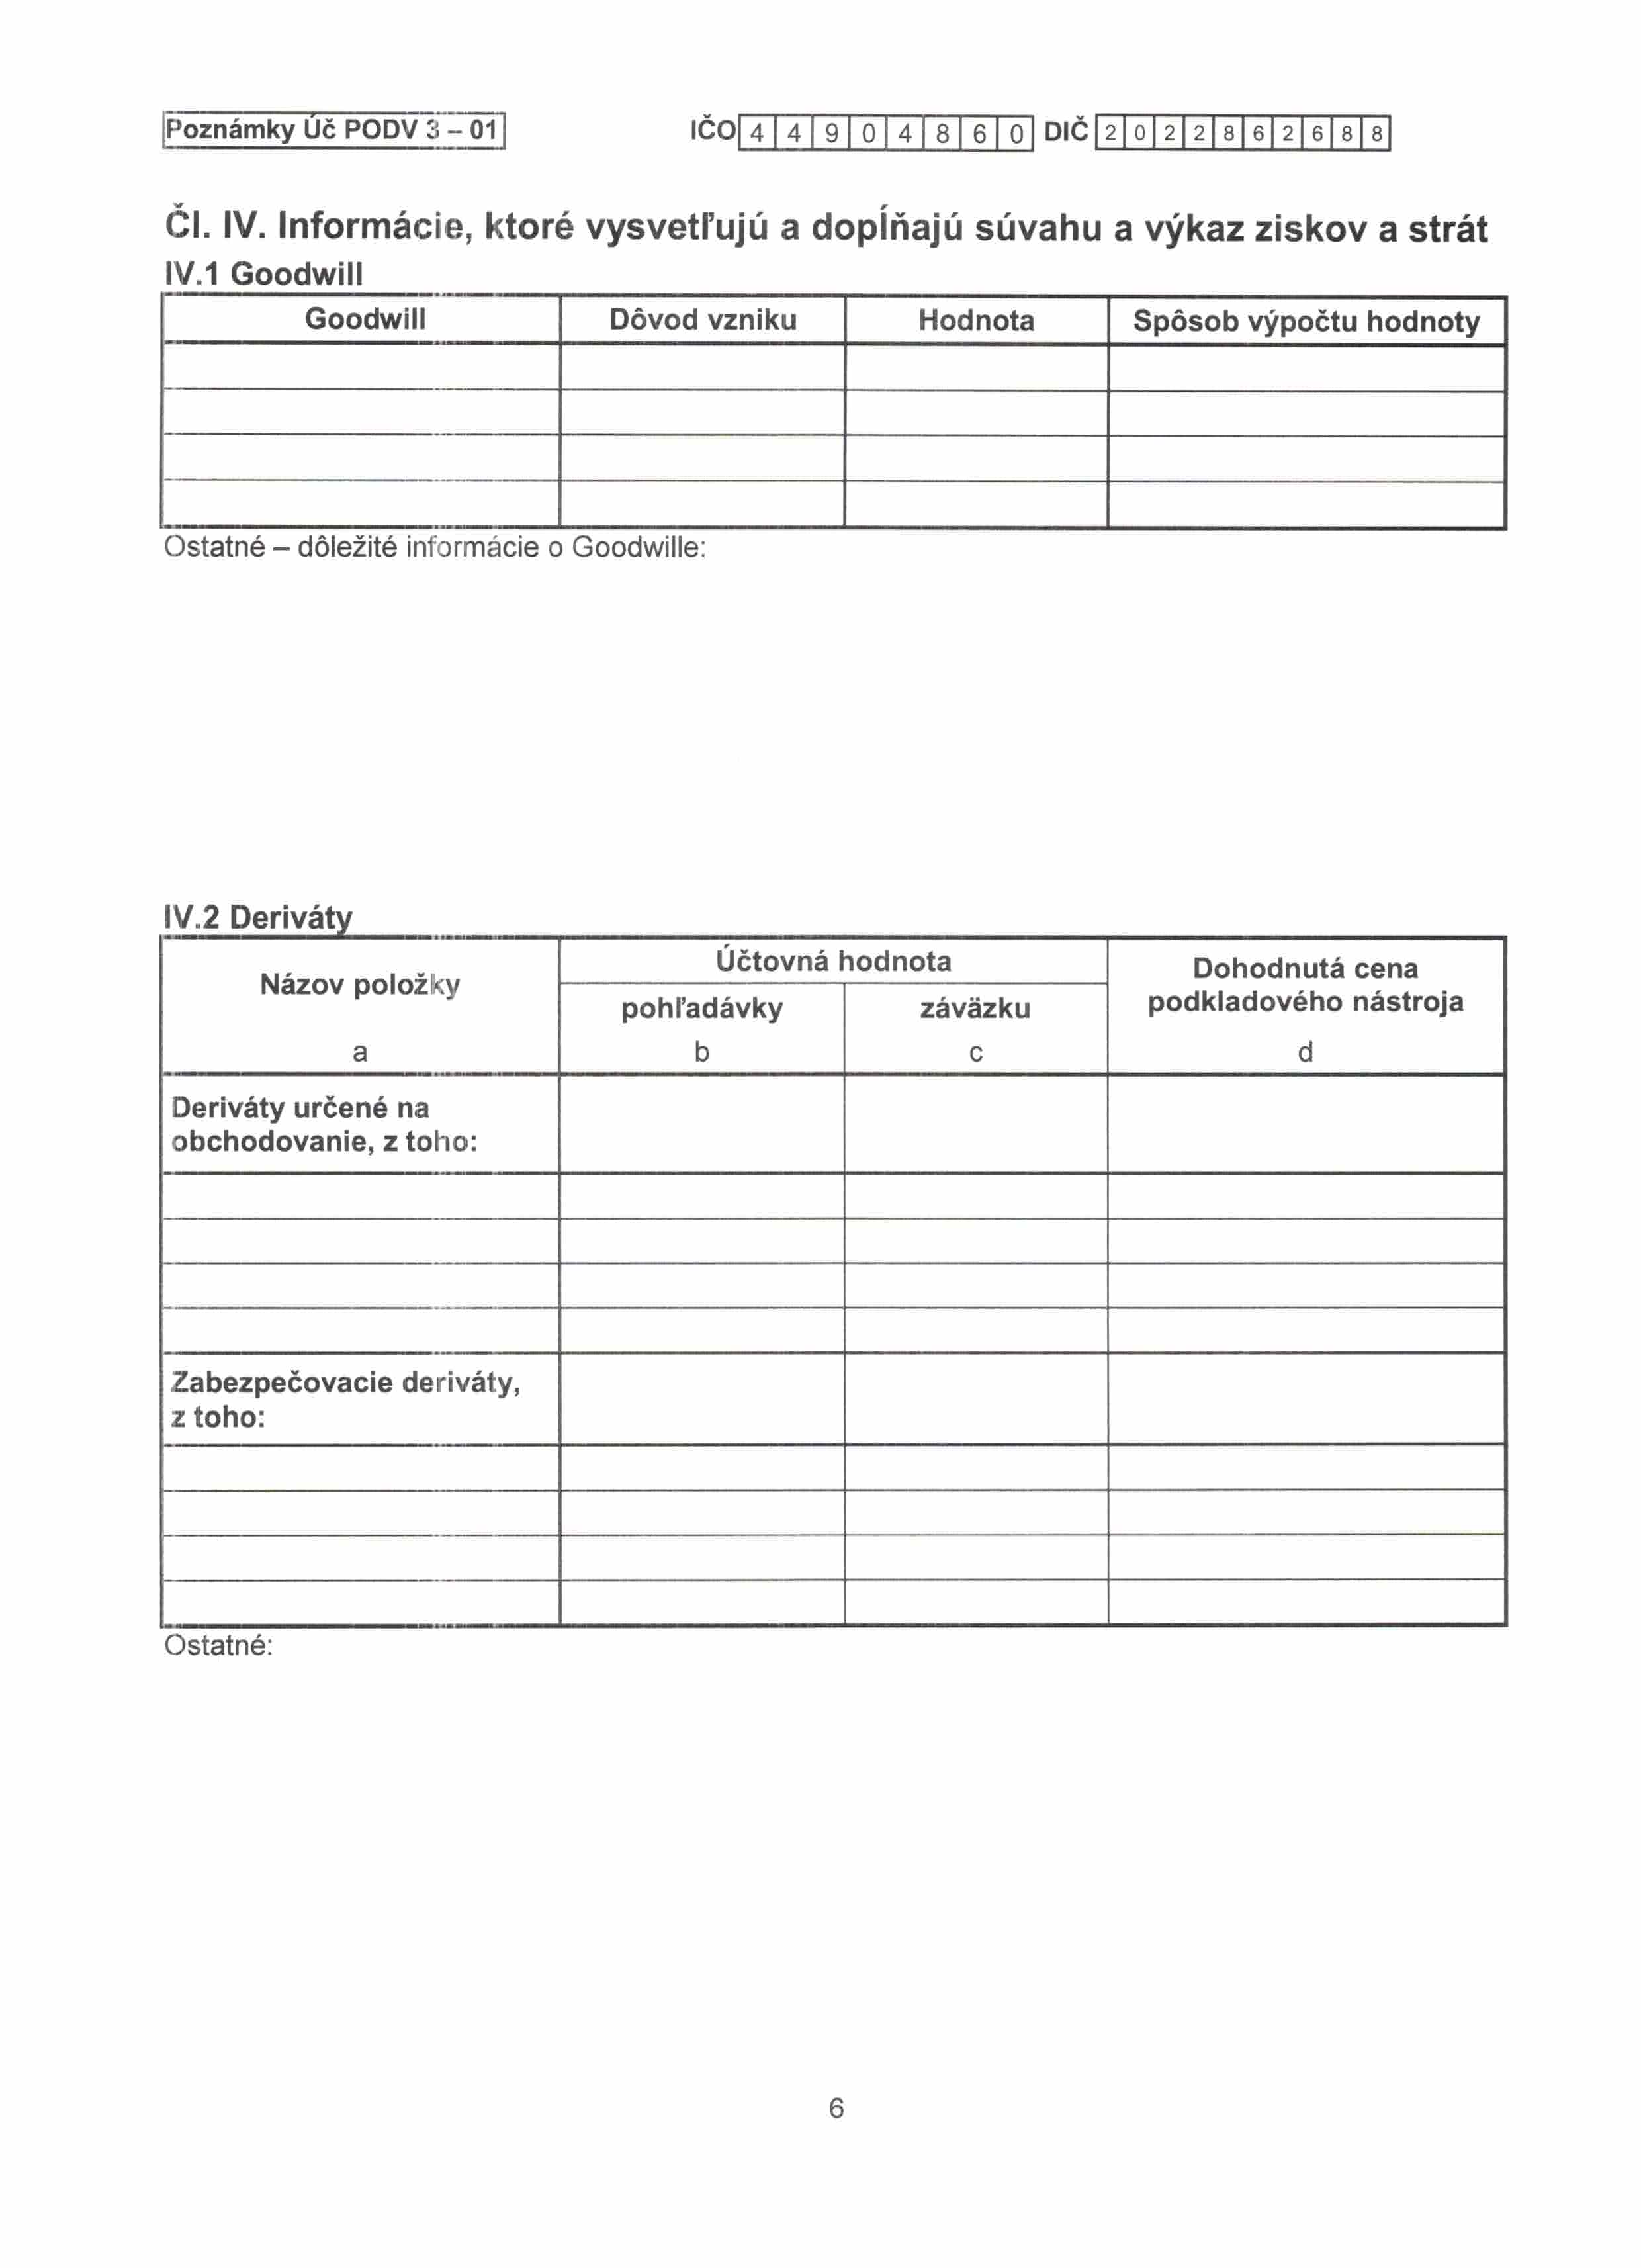 Poznámky Úč PODV 3 – 01 IČO 4 4 9 0 4 8 6 0 DIČ 2 0 2 2 8 6 2 6 8 8
Čl. IV. Informácie, ktoré vysvetľujú a dopĺňajú súvahu a výkaz ziskov a strát
IV.1 Goodwill
Goodwill Dôvod vzniku Hodnota Spôsob výpočtu hodnoty
Ostatné – dôležité informácie o Goodwille:
IV.2 Deriváty
Názov položky Účtovná hodnota Dohodnutá cena
podkladového nástroja
pohľadávky záväzku
a b c d
Deriváty určené na
obchodovanie, z toho:
Zabezpečovacie deriváty,
z toho:
Ostatné:
6